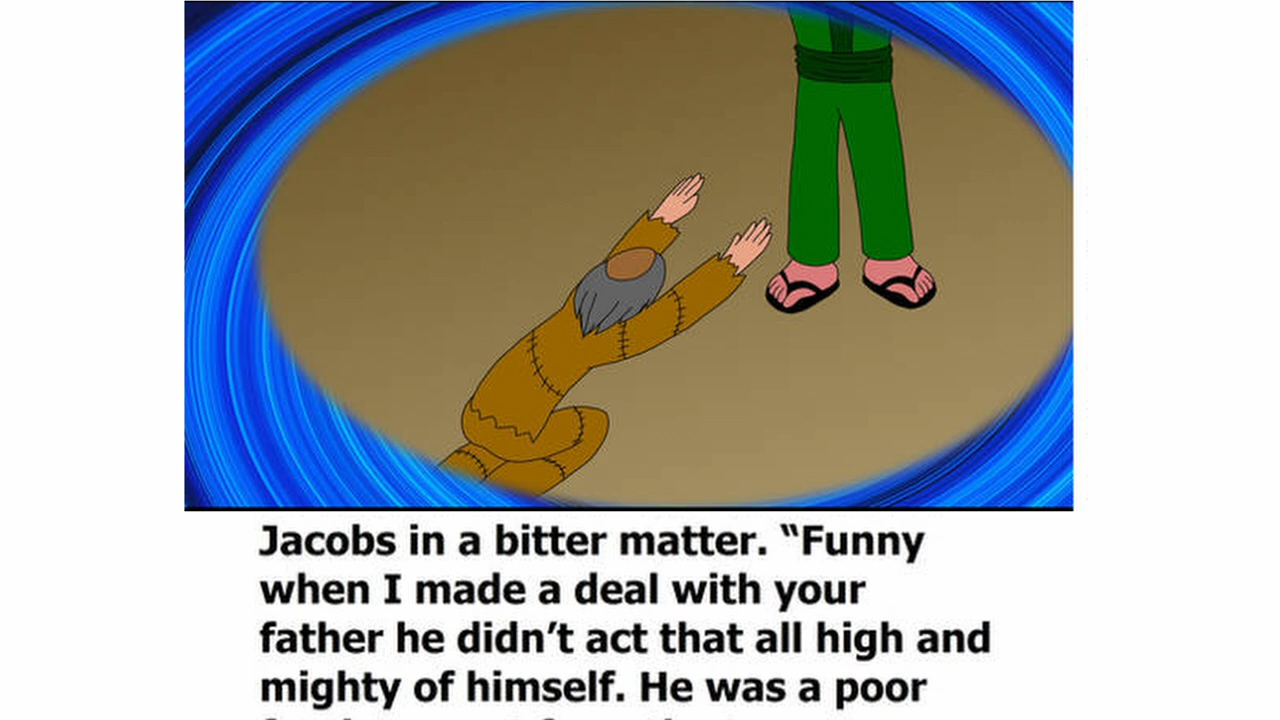 Jacobs in a bitter matter. “Funny
when I made a deal with your
father he didn’t act that all high and
mighty of himself. He was a poor